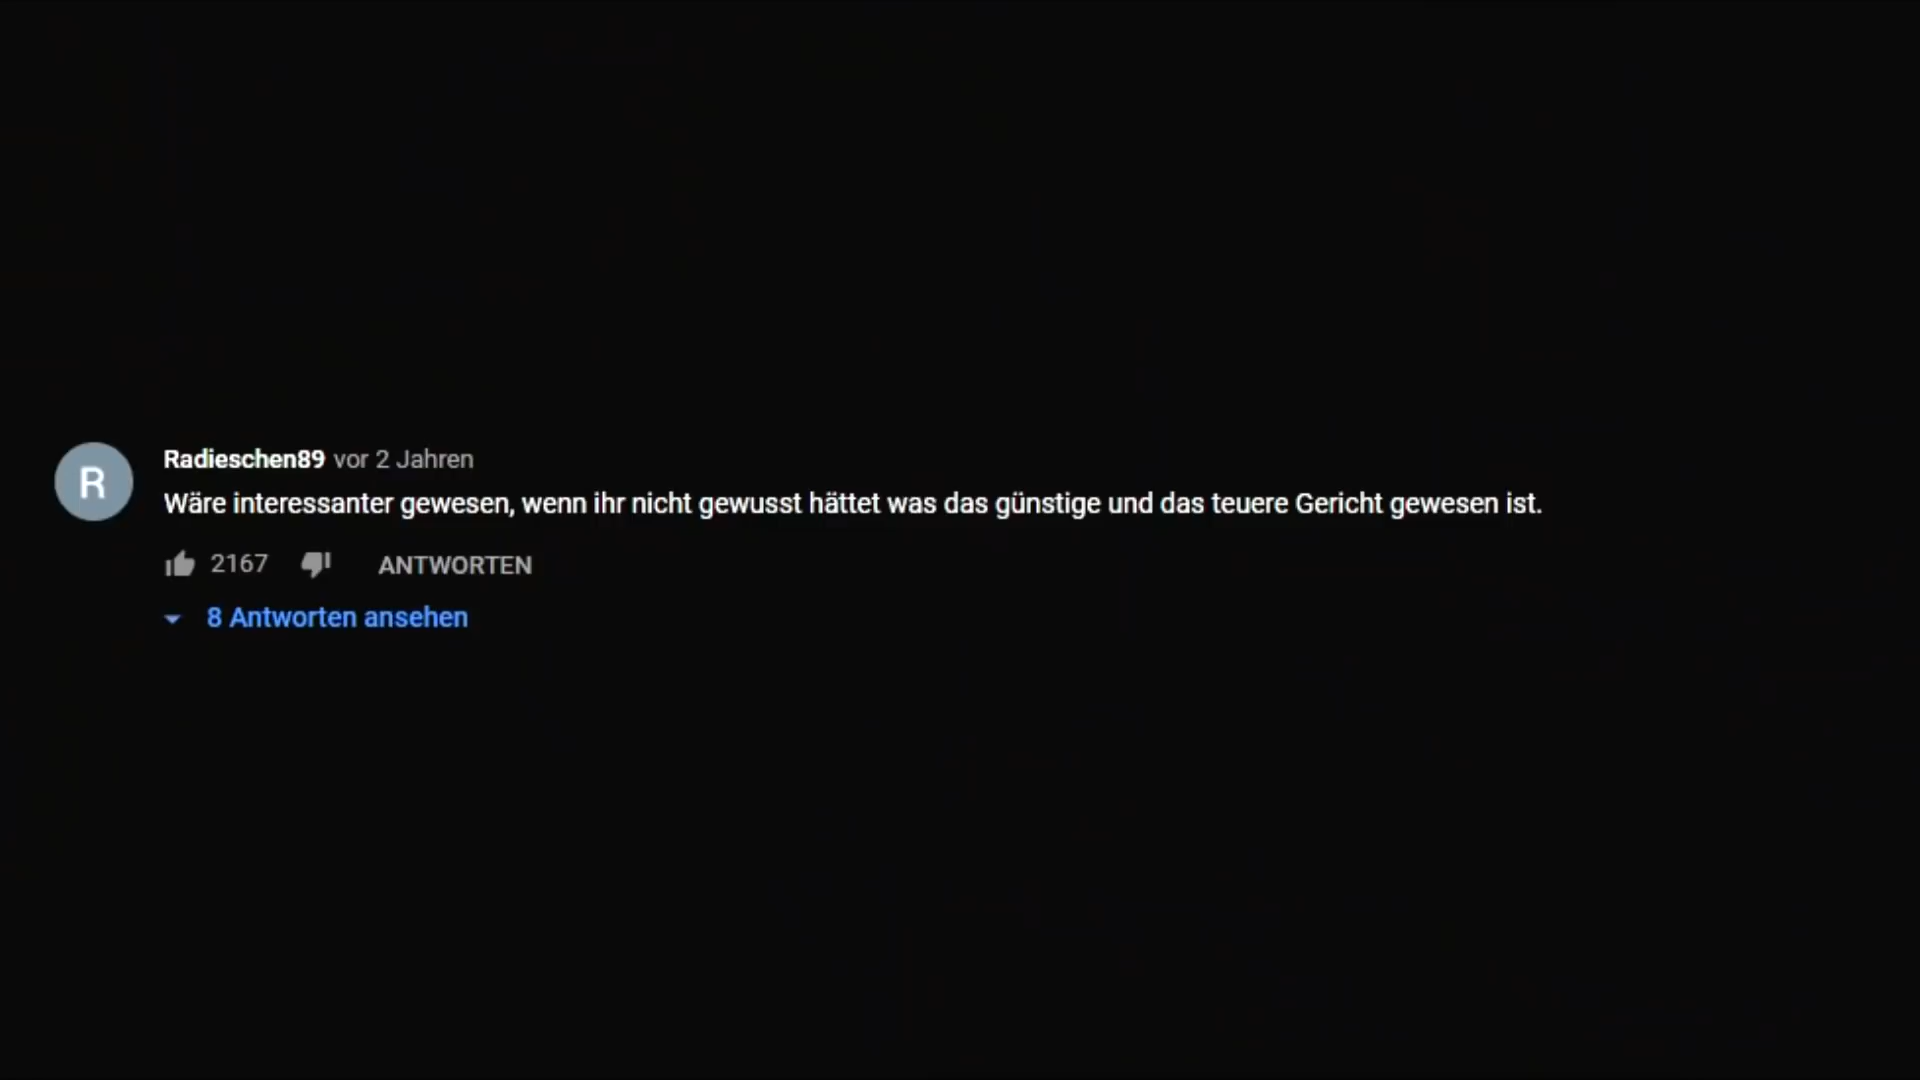 R
Radieschen89 vor 2 Jahren
Wäre interessanter gewesen, wenn ihr nicht gewusst hättet was das günstige und das teuere Gericht gewesen ist.
2167 ANTWORTEN
8 Antworten ansehen